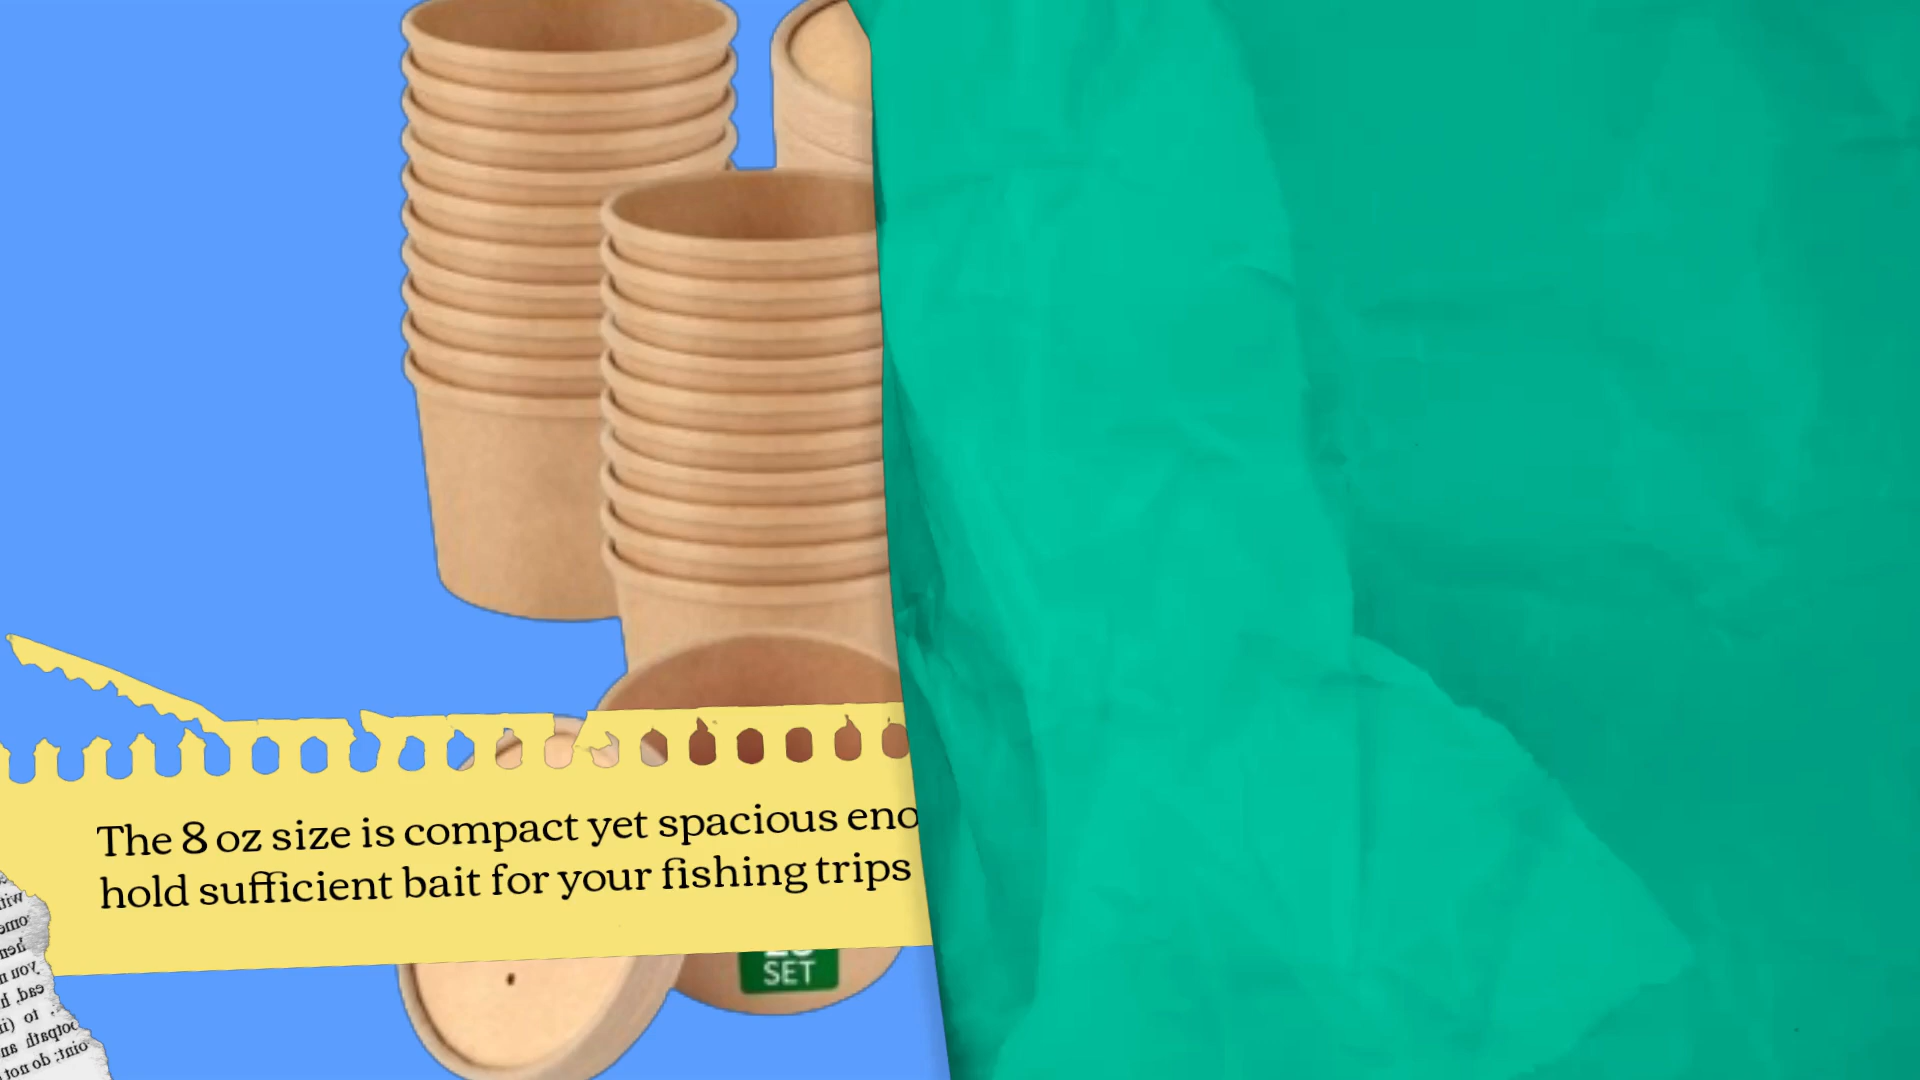 The 8 oz size is compact yet spacious eno
hold sufficient bait for your fishing trips
SET